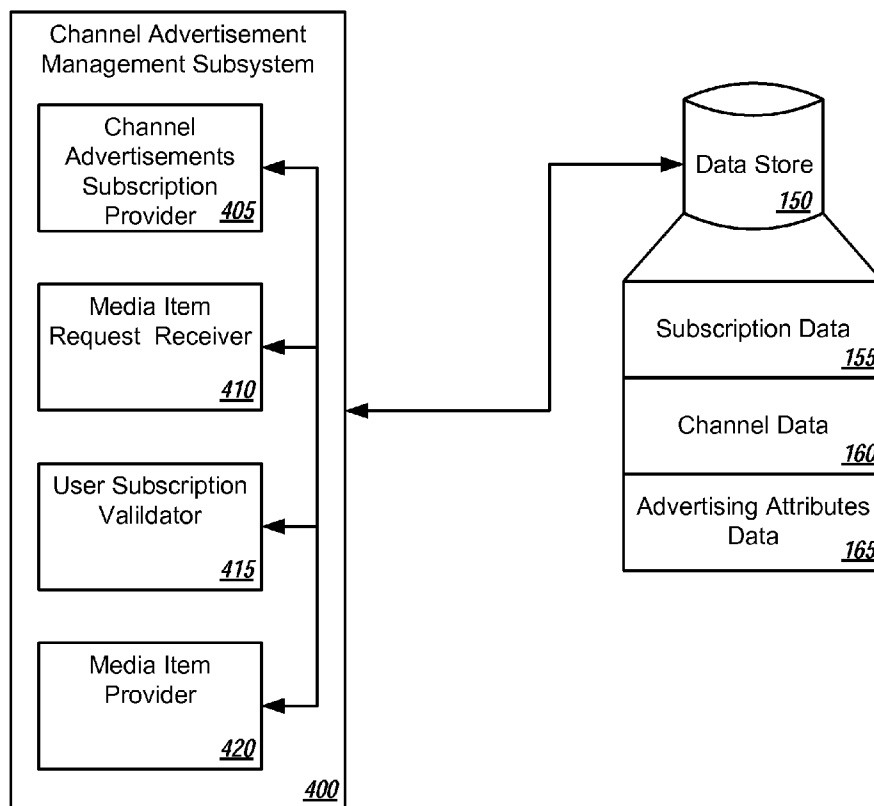 Channel Advertisement
Management Subsystem
Channel
Advertisements
Subscription
Provider
405
Media Item
Request Receiver
410
User Subscription
Valildator
415
Media Item
Provider
420
400
Data Store
150
Subscription Data
155
Channel Data
160
Advertising Attributes
Data
165